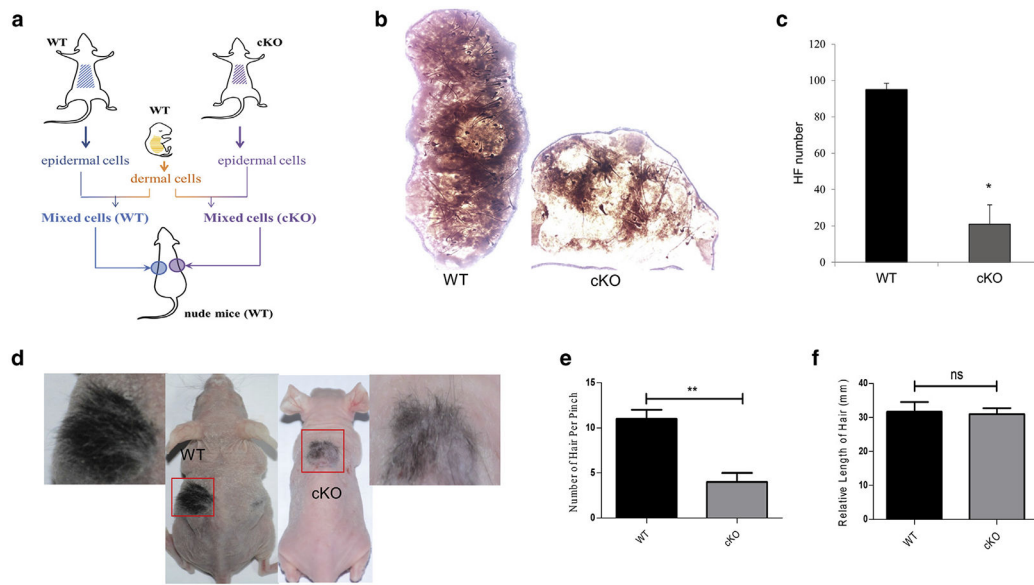 a
WT
cKO
WT
epidermal cells
epidermal cells
dermal cells
Mixed cells (WT)
Mixed cells (cKO)
nude mice (WT)
b
WT
cKO
c
HF number
120
100
80
60
40
20
0
*
WT
cKO
d
WT
cKO
e
Number of Hair Per Pinch
15
10
5
0
**
WT
cKO
f
Relative Length of Hair (mm)
50
40
30
20
10
0
ns
WT
cKO